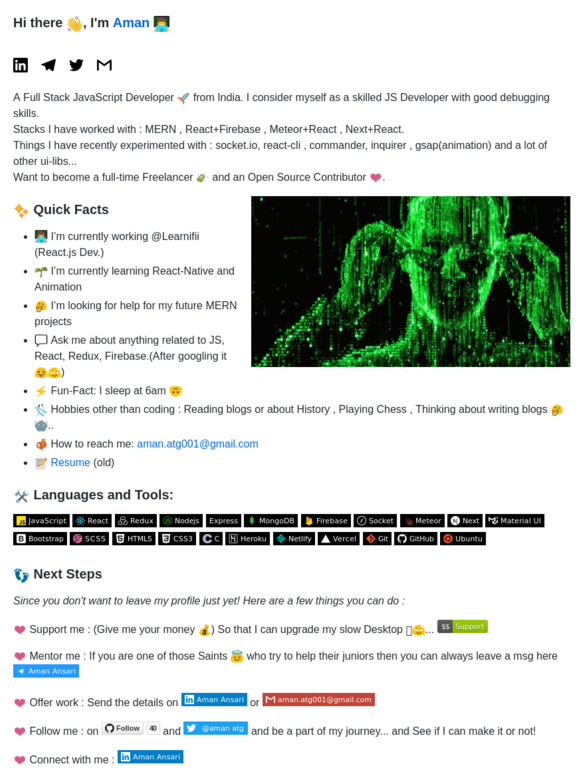 Hi there 👋, I'm Aman 👨‍💻
A Full Stack JavaScript Developer 🚀 from India. I consider myself as a skilled JS Developer with good debugging
skills.
Stacks I have worked with : MERN , React+Firebase , Meteor+React , Next+React.
Things I have recently experimented with : socket.io, react-cli , commander, inquirer , gsap(animation) and a lot of
other ui-libs...
Want to become a full-time Freelancer 💸 and an Open Source Contributor 💗.
✨ Quick Facts
• 👨‍💻 I'm currently working @Learnifii
(React.js Dev.)
• 🌱 I'm currently learning React-Native and
Animation
• 🤔 I'm looking for help for my future MERN
projects
• 💬 Ask me about anything related to JS,
React, Redux, Firebase.(After googling it
😝🙄)
• ⚡ Fun-Fact: I sleep at 6am 🙃
• Hobbies other than coding : Reading blogs or about History , Playing Chess , Thinking about writing blogs 🤔
..
• How to reach me: aman.atg001@gmail.com
• 📝 Resume (old)
🛠️ Languages and Tools:
JavaScript React Redux Nodejs Express MongoDB Firebase Socket Meteor Next Material UI
Bootstrap SCSS HTML5 CSS3 C Heroku Netlify Vercel Git GitHub Ubuntu
👣 Next Steps
Since you don't want to leave my profile just yet! Here are a few things you can do :
Support me : (Give me your money 💰) So that I can upgrade my slow Desktop 🙄... $$ Support
Mentor me : If you are one of those Saints 😇 who try to help their juniors then you can always leave a msg here
Aman Ansari
Offer work : Send the details on Aman Ansari or aman.atg001@gmail.com
Follow me : on Follow 40 and @aman atg and be a part of my journey... and See if I can make it or not!
Connect with me : Aman Ansari